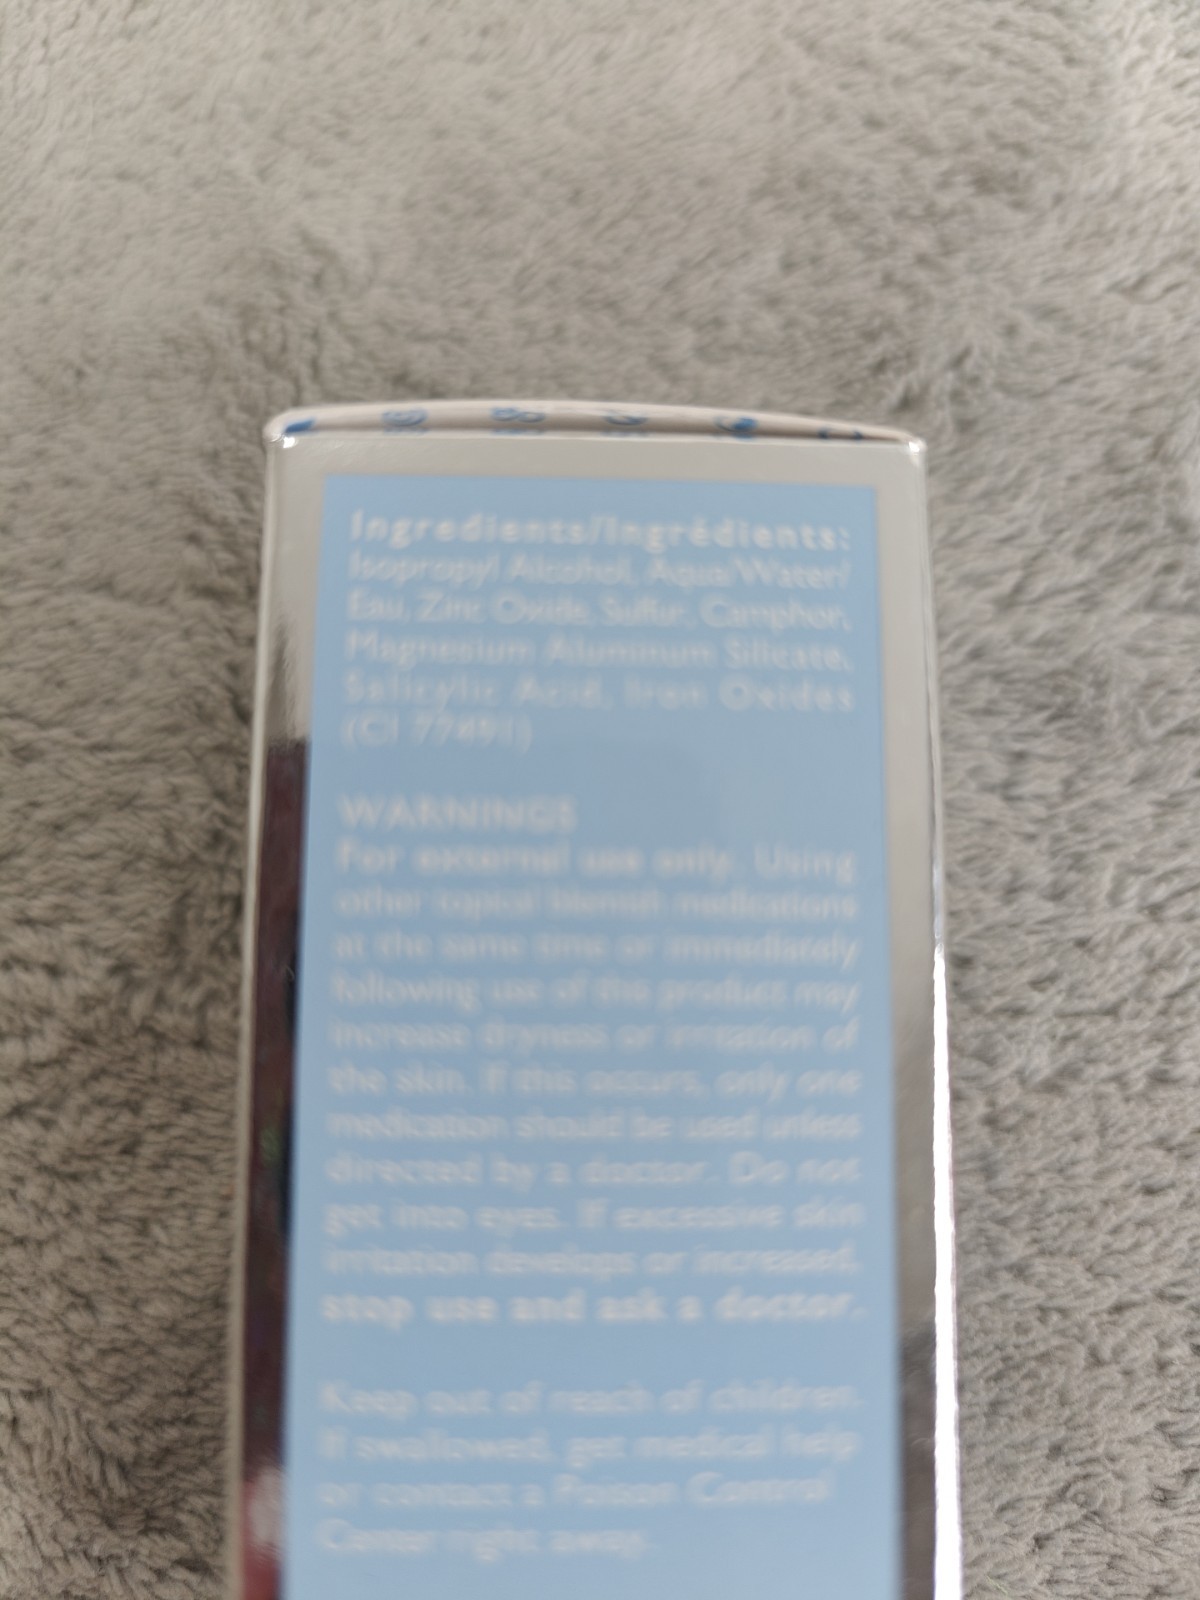 Ingredients/Ingrédients:
Isopropyl Alcohol, Aqua/Water/
Eau, Zinc Oxide, Sulfur, Camphor,
Magnesium Aluminum Silicate,
Salicylic Acid, Iron Oxides
(CI 77491)
WARNINGS
For external use only. Using
other topical blemish medications
at the same time or immediately
following use of this product may
increase dryness or irritation of
the skin. If this occurs, only one
medication should be used unless
directed by a doctor. Do not
get into eyes. If excessive skin
irritation develops or increased,
stop use and ask a doctor.
Keep out of reach of children.
If swallowed, get medical help
or contact a Poison Control
Center right away.